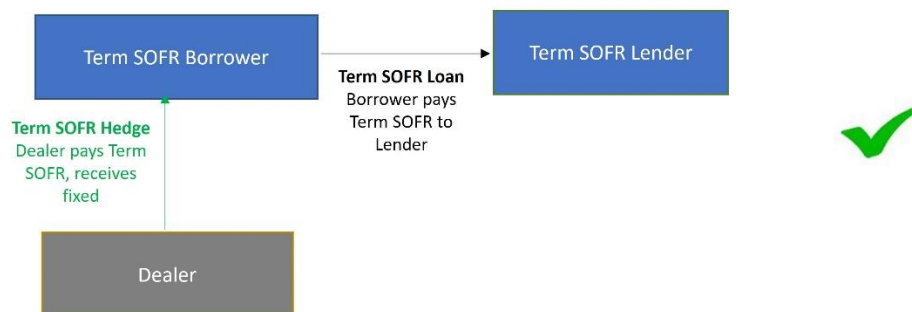 Term SOFR Borrower
Term SOFR Lender
Term SOFR Loan
Borrower pays
Term SOFR to
Lender
Term SOFR Hedge
Dealer pays Term
SOFR, receives
fixed
Dealer